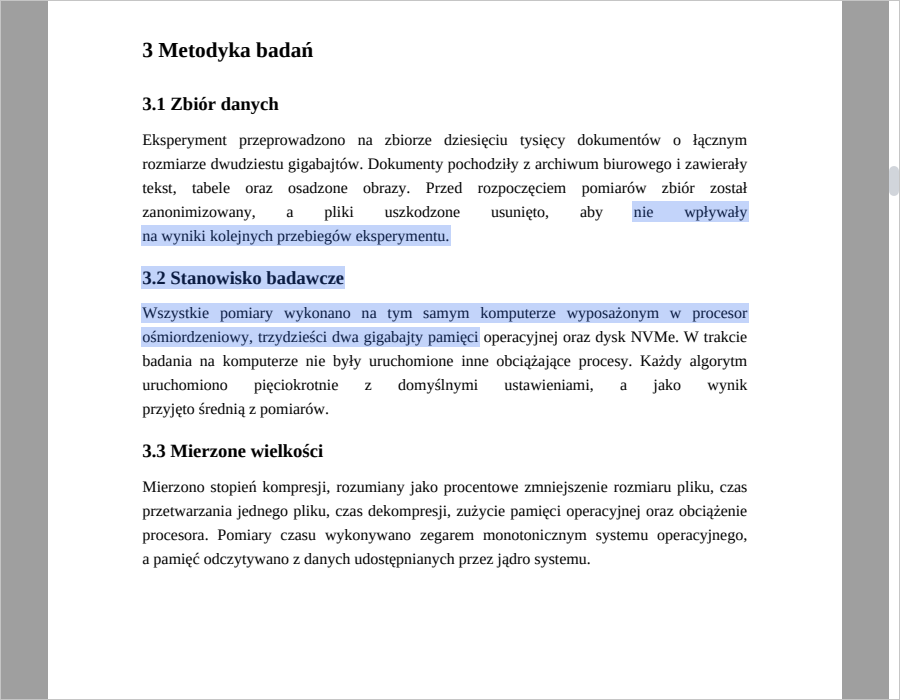 3 Metodyka badań
3.1 Zbiór danych
Eksperyment przeprowadzono na zbiorze dziesięciu tysięcy dokumentów o łącznym
rozmiarze dwudziestu gigabajtów. Dokumenty pochodziły z archiwum biurowego i zawierały
tekst, tabele oraz osadzone obrazy. Przed rozpoczęciem pomiarów zbiór został
zanonimizowany, a pliki uszkodzone usunięto, aby nie wpływały
na wyniki kolejnych przebiegów eksperymentu.
3.2 Stanowisko badawcze
Wszystkie pomiary wykonano na tym samym komputerze wyposażonym w procesor
ośmiordzeniowy, trzydzieści dwa gigabajty pamięci operacyjnej oraz dysk NVMe. W trakcie
badania na komputerze nie były uruchomione inne obciążające procesy. Każdy algorytm
uruchomiono pięciokrotnie z domyślnymi ustawieniami, a jako wynik
przyjęto średnią z pomiarów.
3.3 Mierzone wielkości
Mierzono stopień kompresji, rozumiany jako procentowe zmniejszenie rozmiaru pliku, czas
przetwarzania jednego pliku, czas dekompresji, zużycie pamięci operacyjnej oraz obciążenie
procesora. Pomiary czasu wykonywano zegarem monotonicznym systemu operacyjnego,
a pamięć odczytywano z danych udostępnianych przez jądro systemu.